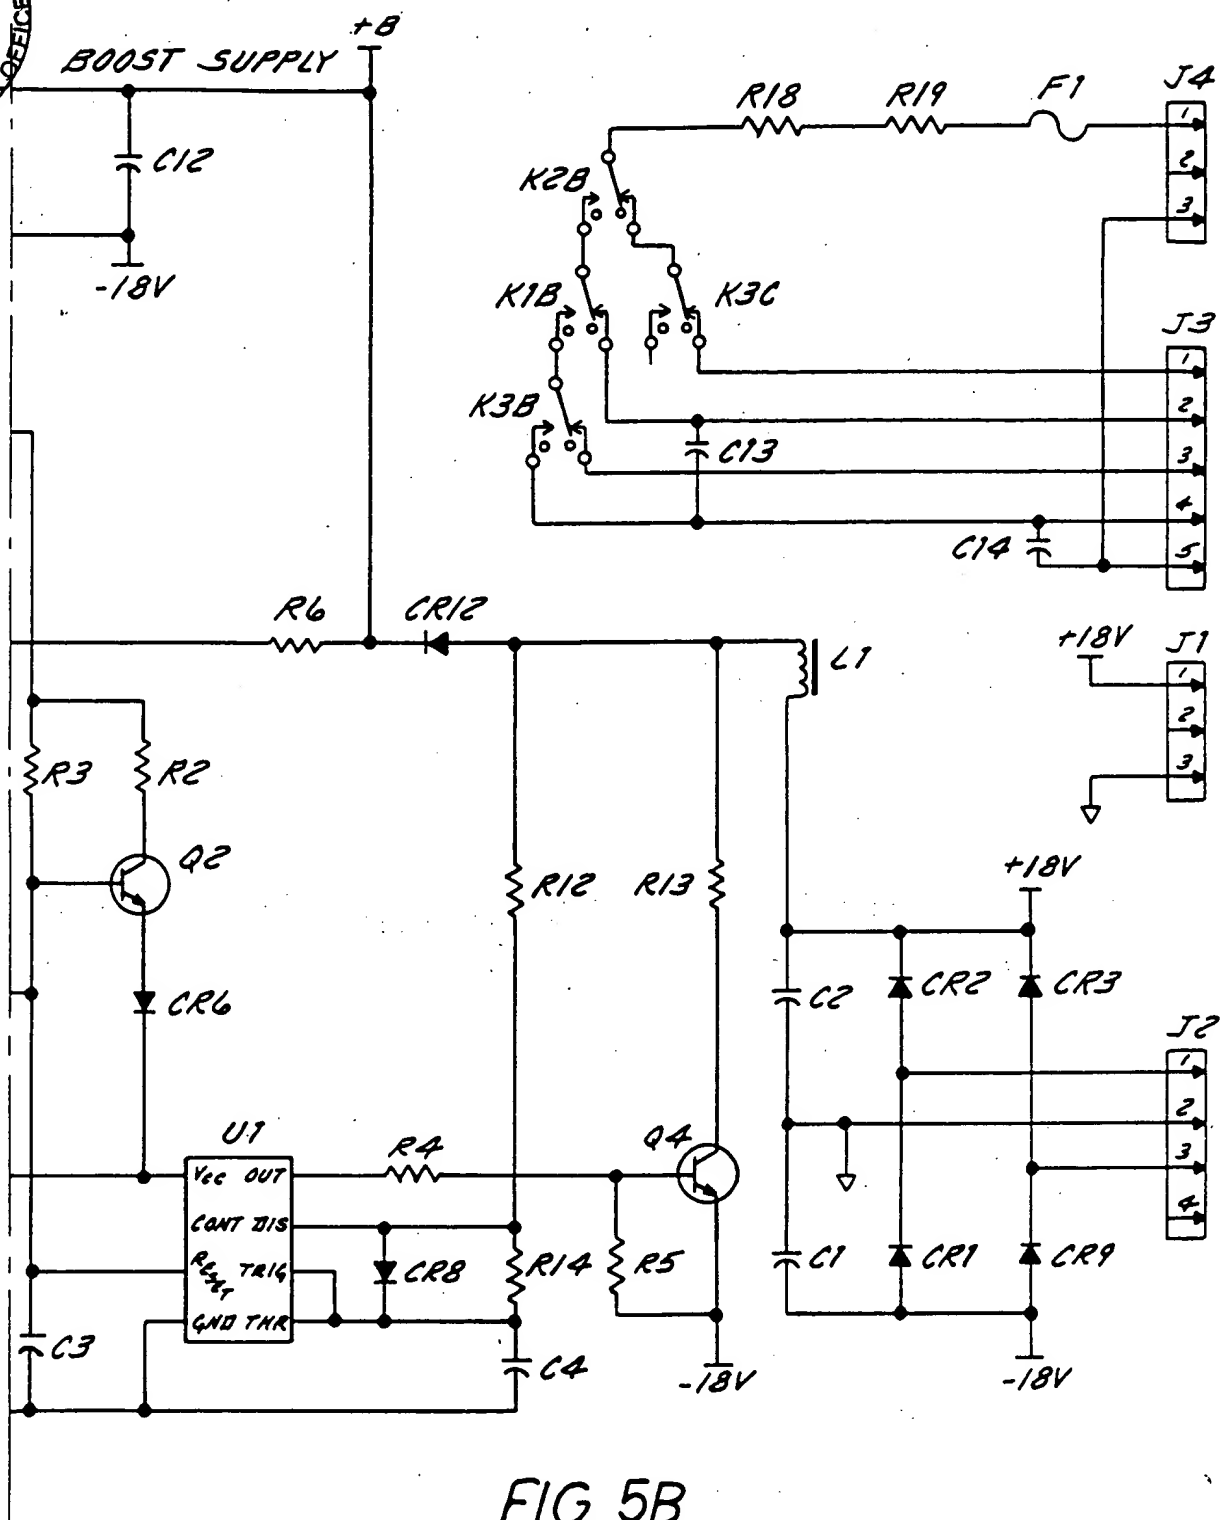 OFFICE
BOOST SUPPLY
+B
C12
-18V
R18
R19
F1
J4
1
2
3
K2B
K1B
K3C
K3B
C13
C14
J3
1
2
3
4
5
R6
CR12
L1
+18V
J1
1
2
3
R3
R2
Q2
R12
R13
CR6
+18V
C2
CR2
CR3
J2
1
2
3
4
U1
R4
Q4
VCC OUT
CONT DIS
RESET TRIG
GND THR
CR8
R14
R5
C1
CR1
CR9
C3
C4
-18V
-18V
FIG 5B